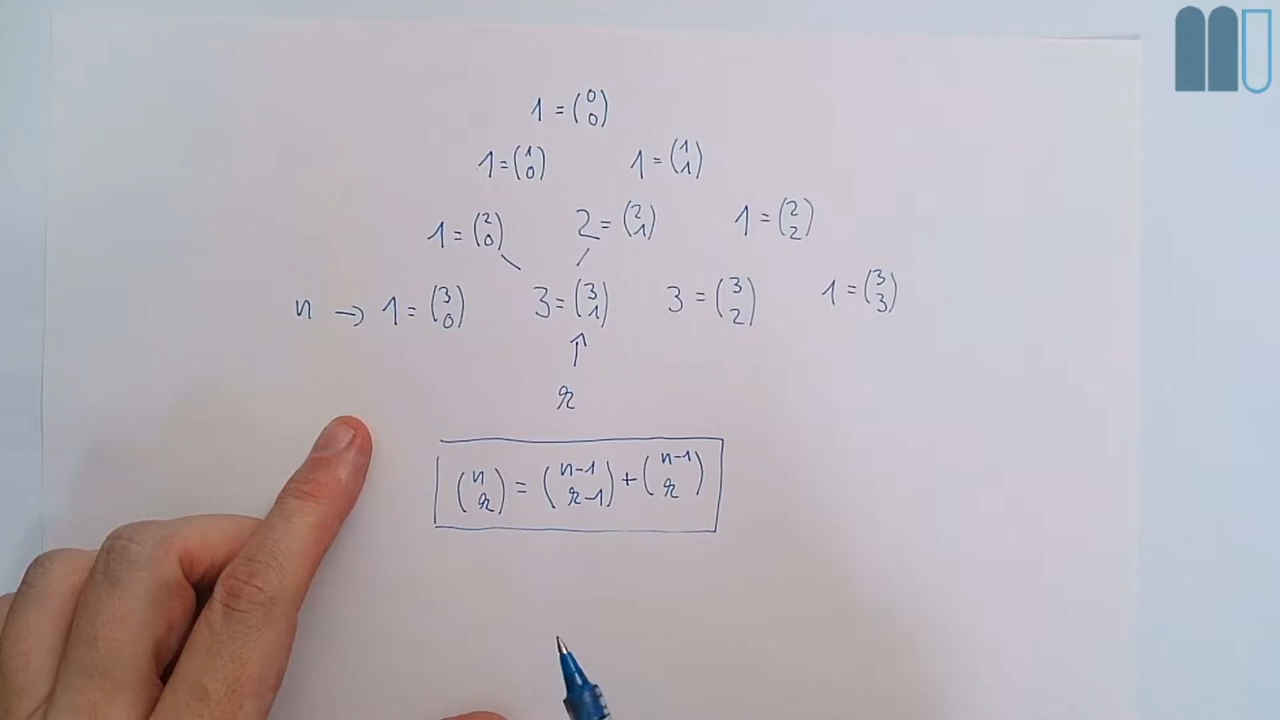 1 = (0 0)
1 = (1 0) 1 = (1 1)
1 = (2 0) 2 = (2 1) 1 = (2 2)
n → 1 = (3 0) 3 = (3 1) 3 = (3 2) 1 = (3 3)
↑
r
(n r) = (n-1 r-1) + (n-1 r)